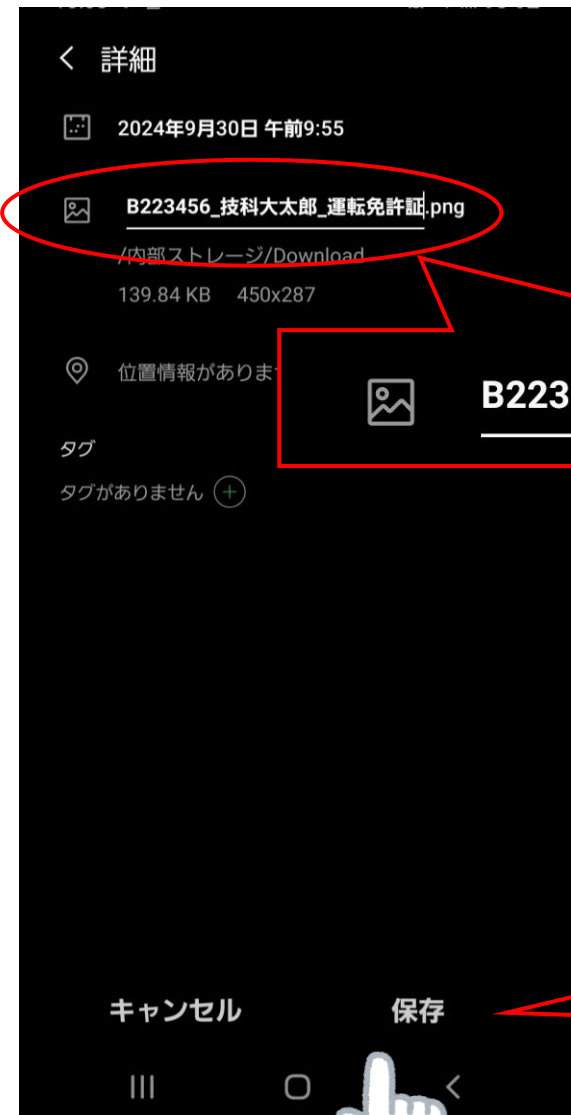 詳細
2024年9月30日 午前9:55
B223456_技科大太郎_運転免許証.png
/内部ストレージ/Download
139.84 KB 450x287
位置情報がありま
B223
タグ
タグがありません
キャンセル 保存